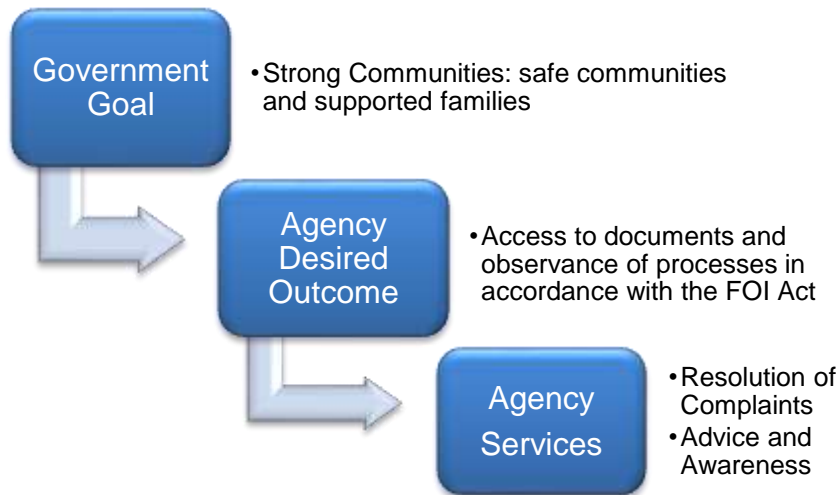 Government
Goal
•Strong Communities: safe communities
and supported families
Agency
Desired
Outcome
•Access to documents and
observance of processes in
accordance with the FOI Act
Agency
Services
•Resolution of
Complaints
•Advice and
Awareness